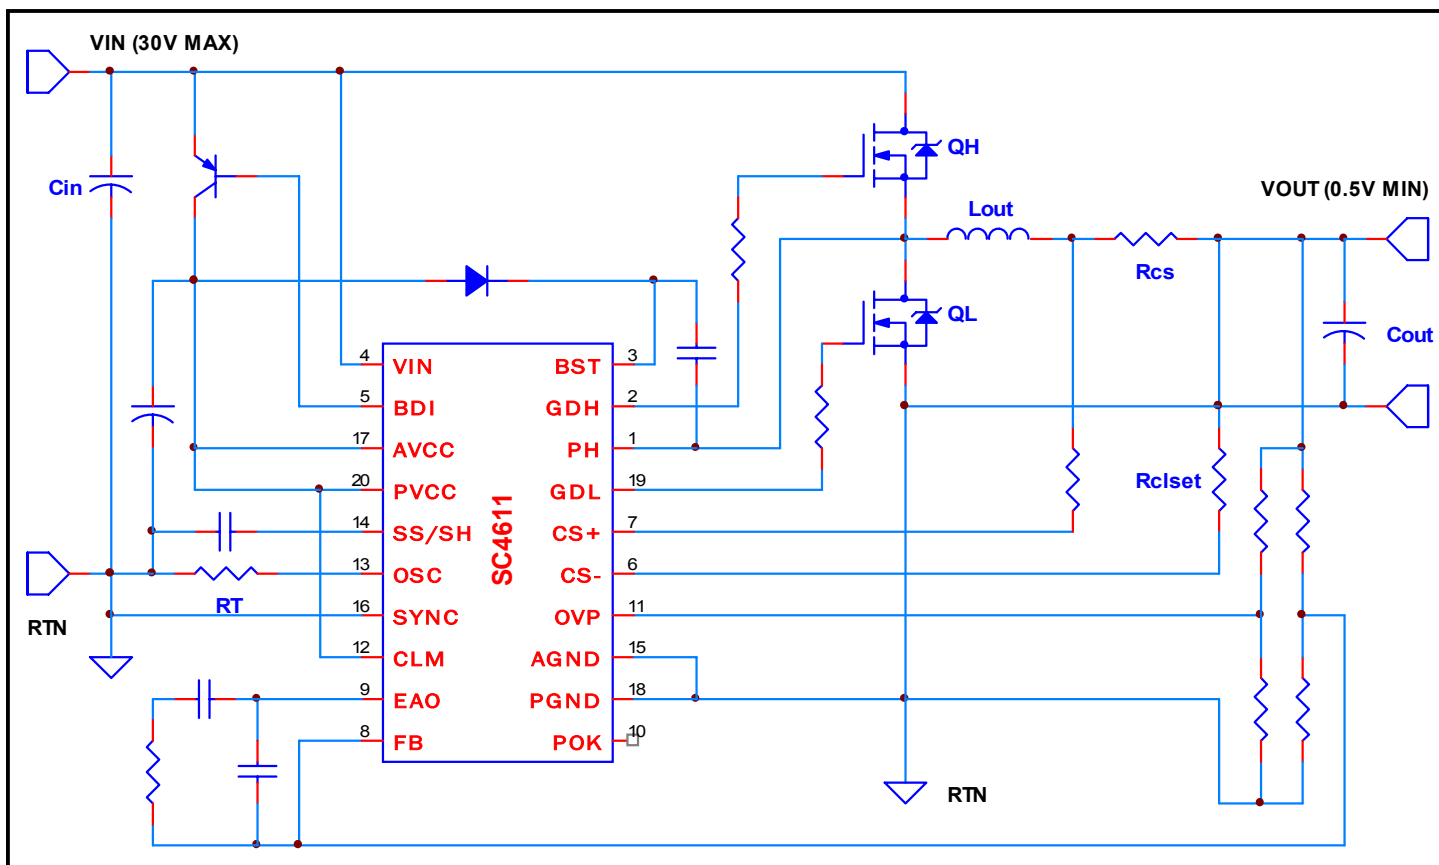 VIN (30V MAX)
QH
Cin
VOUT (0.5V MIN)
Lout
Rcs
QL
Cout
4 VIN BST 3
5 BDI GDH 2
17 AVCC PH 1
Rclset
20 PVCC GDL 19
14 SS/SH CS+ 7
SC4611
13 OSC CS- 6
RT
16 SYNC OVP 11
RTN
12 CLM AGND 15
9 EAO PGND 18
8 FB POK 10
RTN